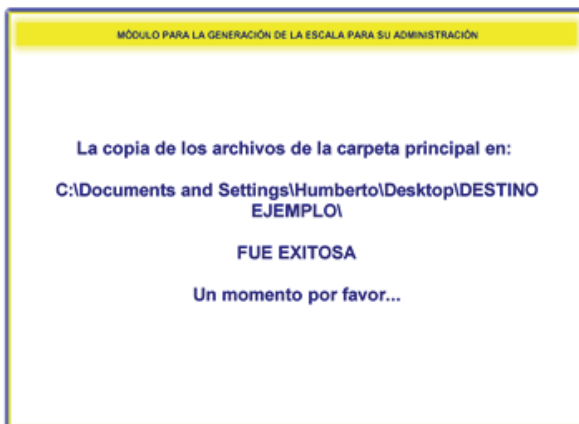 MÓDULO PARA LA GENERACIÓN DE LA ESCALA PARA SU ADMINISTRACIÓN
La copia de los archivos de la carpeta principal en:
C:\Documents and Settings\Humberto\Desktop\DESTINO
EJEMPLO\
FUE EXITOSA
Un momento por favor...